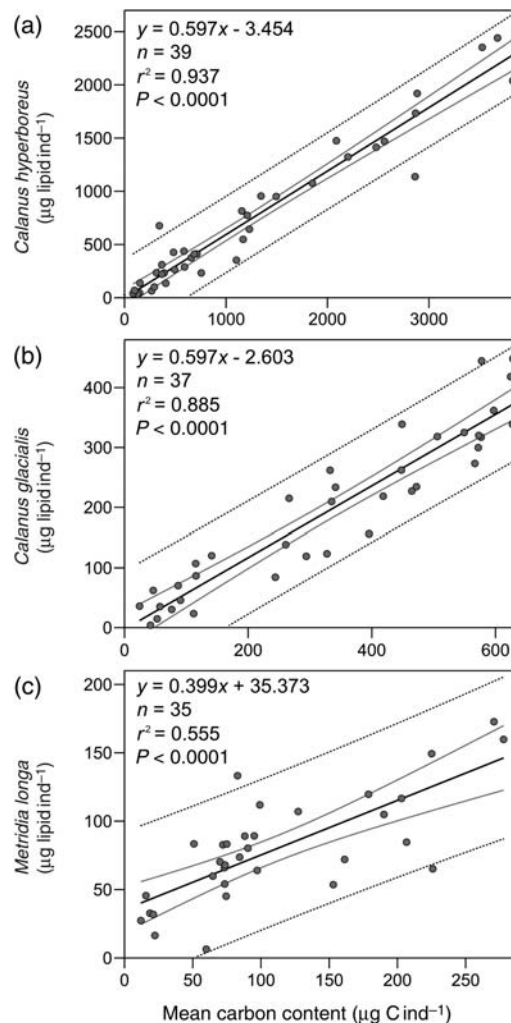 (a)
y = 0.597x - 3.454
n = 39
r² = 0.937
P < 0.0001
Calanus hyperboreus
(µg lipid ind⁻¹)
2500
2000
1500
1000
500
0
0 1000 2000 3000
(b)
y = 0.597x - 2.603
n = 37
r² = 0.885
P < 0.0001
Calanus glacialis
(µg lipid ind⁻¹)
400
300
200
100
0
0 200 400 600
(c)
y = 0.399x + 35.373
n = 35
r² = 0.555
P < 0.0001
Metridia longa
(µg lipid ind⁻¹)
200
150
100
50
0
0 50 100 150 200 250
Mean carbon content (µg C ind⁻¹)